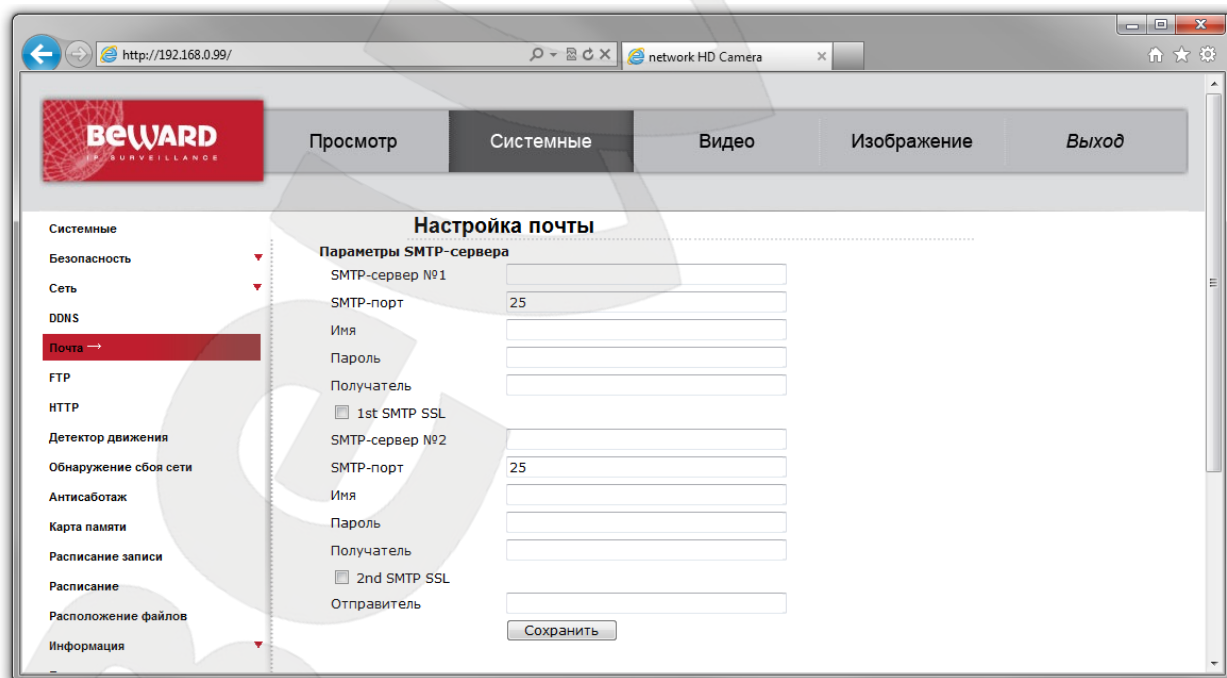 http://192.168.0.99/
network HD Camera
BEWARD
IP SURVEILLANCE
Просмотр
Системные
Видео
Изображение
Выход
Системные
Безопасность
Сеть
DDNS
Почта →
FTP
HTTP
Детектор движения
Обнаружение сбоя сети
Антисаботаж
Карта памяти
Расписание записи
Расписание
Расположение файлов
Информация
Настройка почты
Параметры SMTP-сервера
SMTP-сервер №1
SMTP-порт 25
Имя
Пароль
Получатель
1st SMTP SSL
SMTP-сервер №2
SMTP-порт 25
Имя
Пароль
Получатель
2nd SMTP SSL
Отправитель
Сохранить